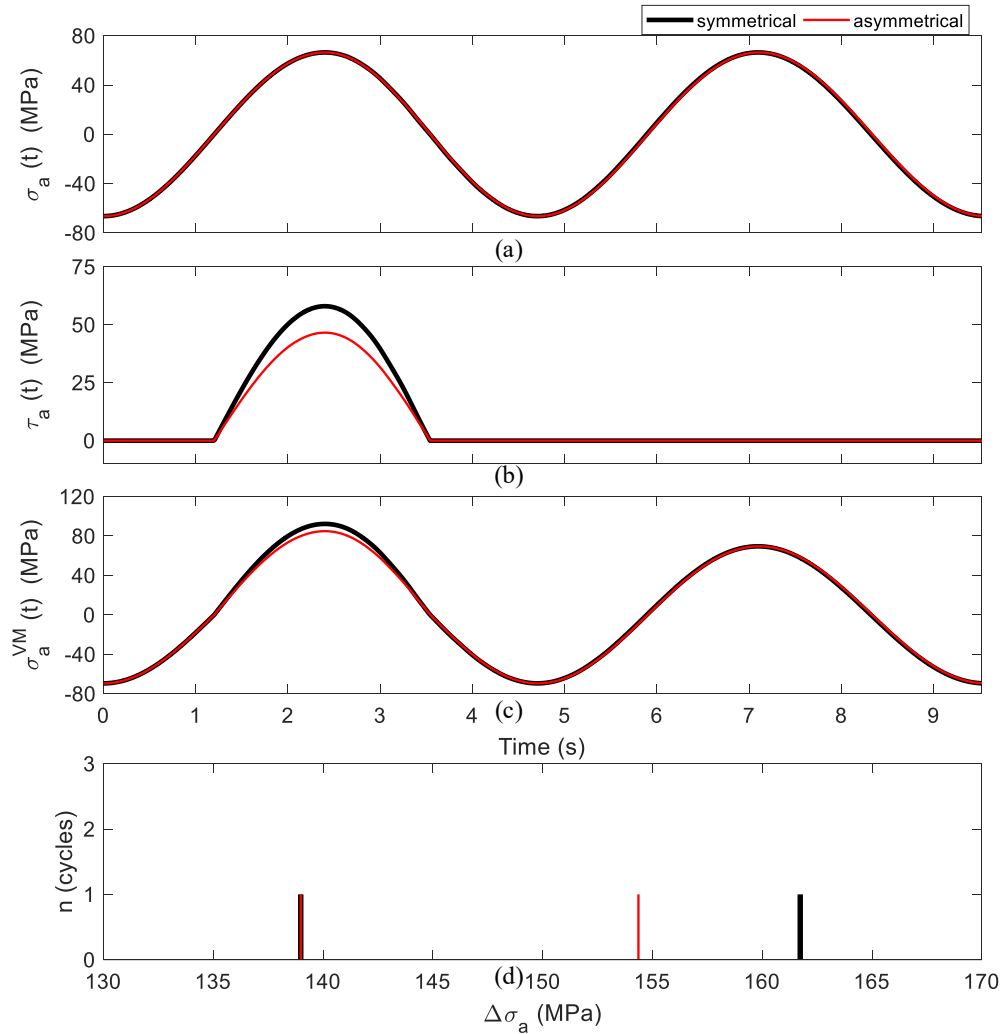 symmetrical asymmetrical
80
40
0
-40
-80
σa (t) (MPa)
(a)
75
50
25
0
τa (t) (MPa)
(b)
120
80
40
0
-40
-80
σaVM (t) (MPa)
0 1 2 3 4 5 6 7 8 9
(c)
Time (s)
3
2
1
0
n (cycles)
130 135 140 145 150 155 160 165 170
(d)
Δσa (MPa)